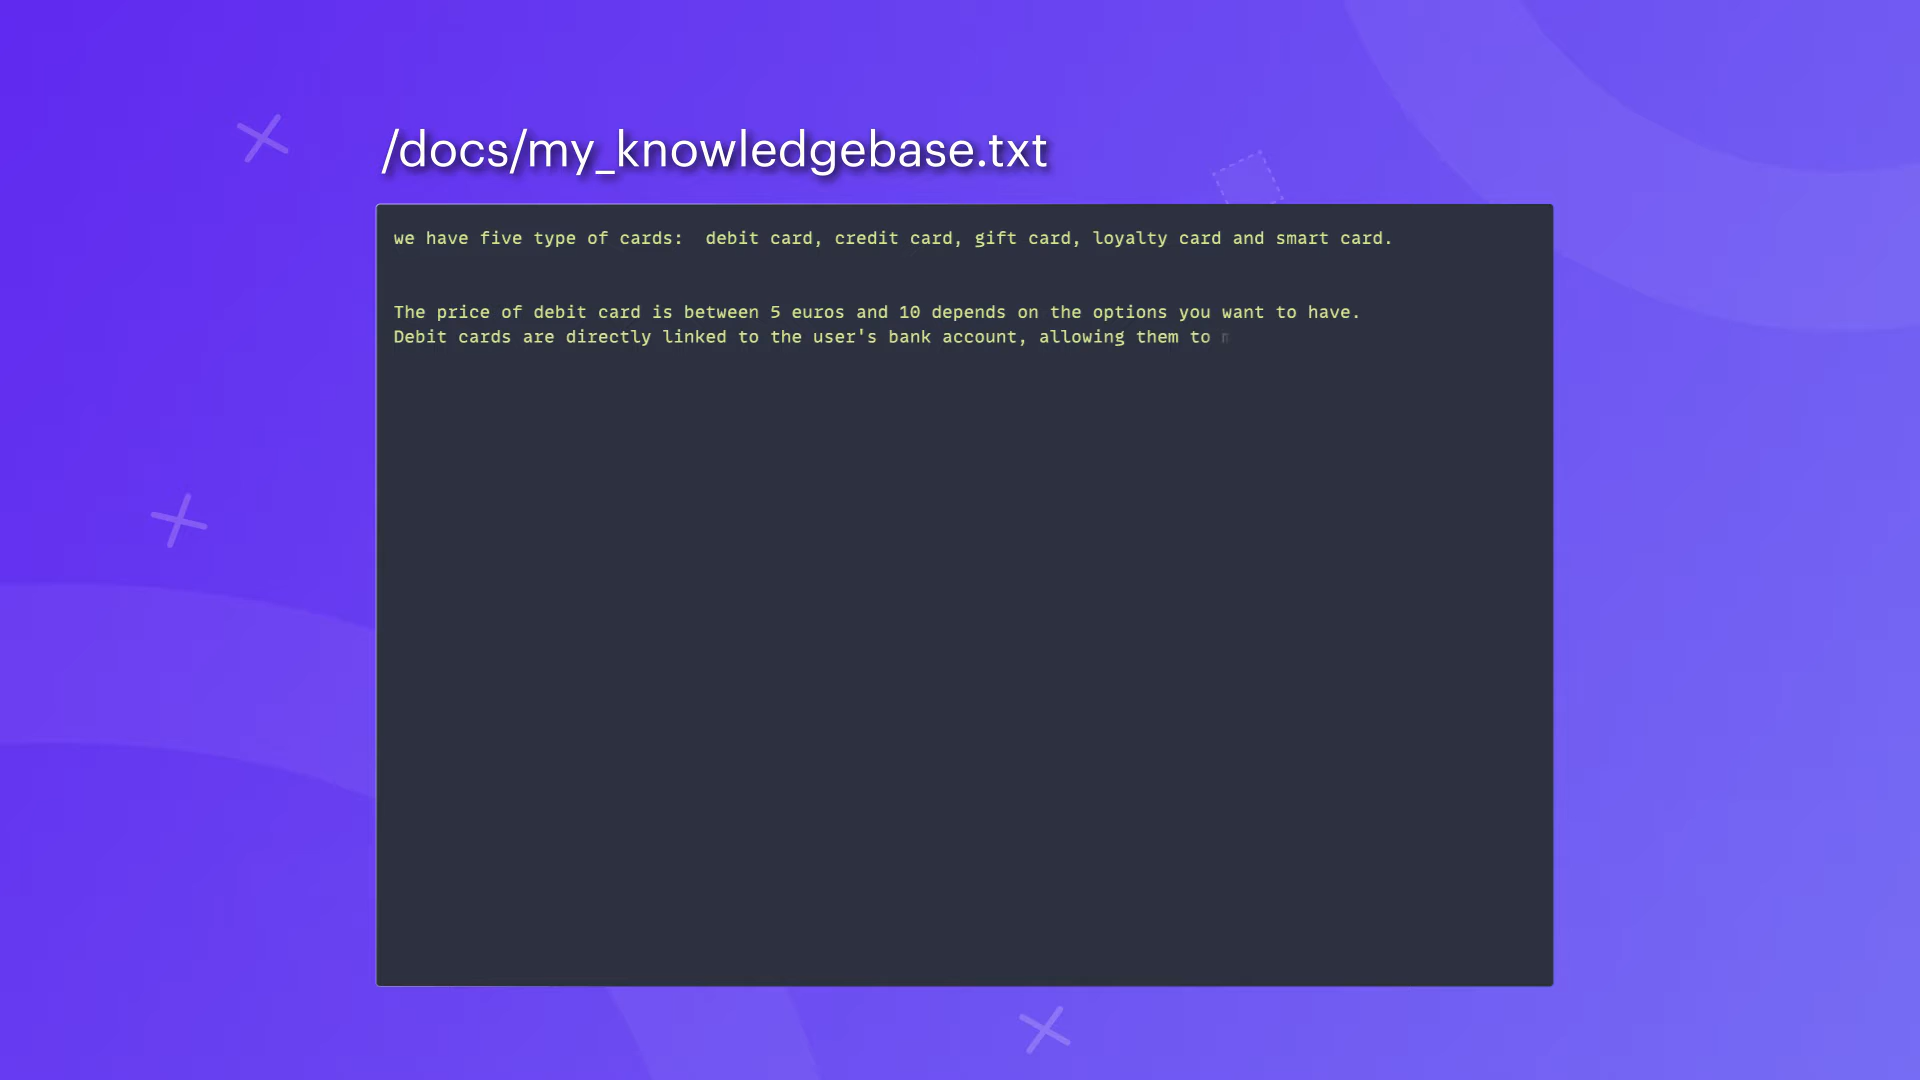 /docs/my_knowledgebase.txt
we have five type of cards:  debit card, credit card, gift card, loyalty card and smart card.
The price of debit card is between 5 euros and 10 depends on the options you want to have.
Debit cards are directly linked to the user's bank account, allowing them to